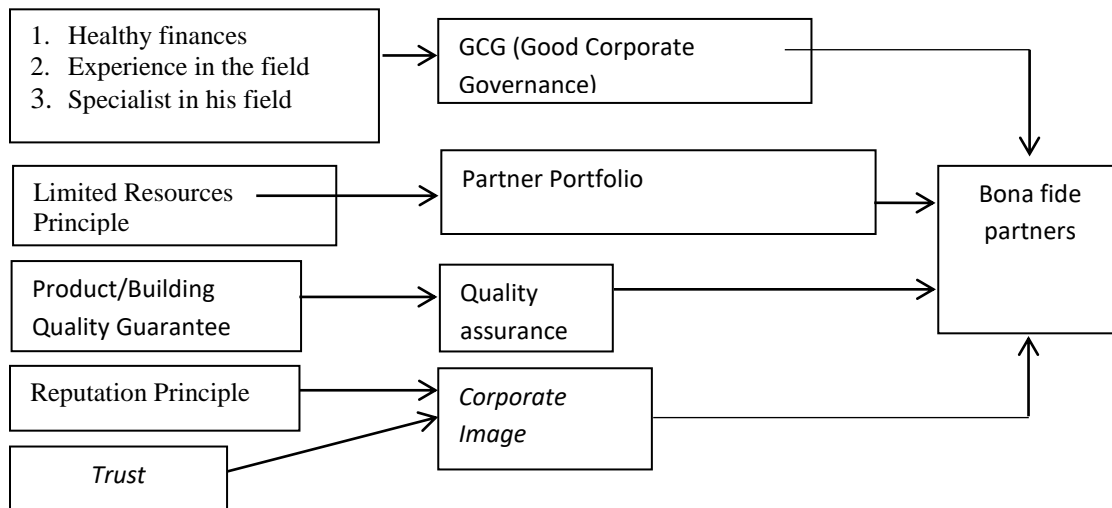 1. Healthy finances
2. Experience in the field
3. Specialist in his field
GCG (Good Corporate
Governance)
Limited Resources
Principle
Partner Portfolio
Bona fide
partners
Product/Building
Quality Guarantee
Quality
assurance
Reputation Principle
Corporate
Image
Trust